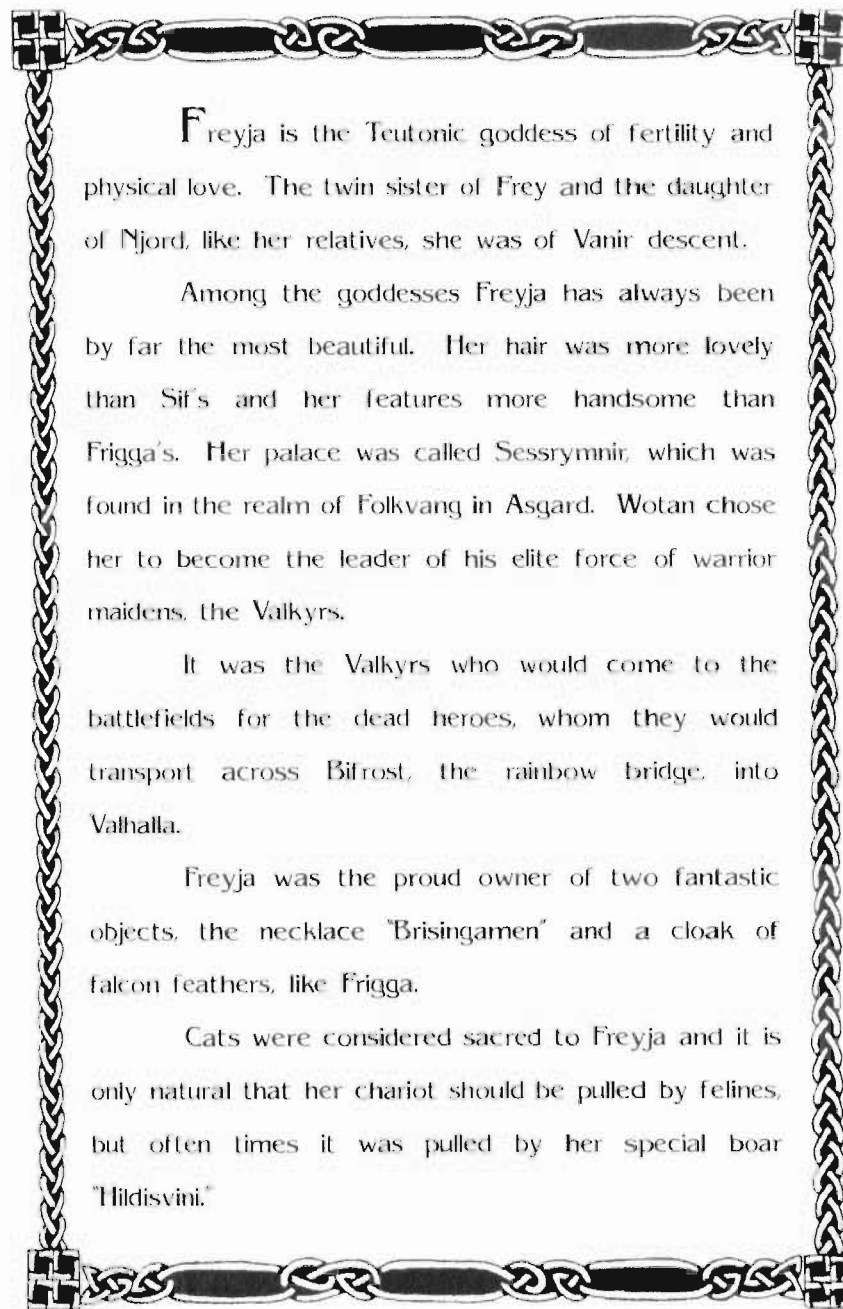 Freyja is the Teutonic goddess of fertility and
physical love. The twin sister of Frey and the daughter
of Njord, like her relatives, she was of Vanir descent.
Among the goddesses Freyja has always been
by far the most beautiful. Her hair was more lovely
than Sif's and her features more handsome than
Frigga's. Her palace was called Sessrymnir, which was
found in the realm of Folkvang in Asgard. Wotan chose
her to become the leader of his elite force of warrior
maidens, the Valkyrs.
It was the Valkyrs who would come to the
battlefields for the dead heroes, whom they would
transport across Bifrost, the rainbow bridge, into
Valhalla.
Freyja was the proud owner of two fantastic
objects, the necklace "Brisingamen" and a cloak of
falcon feathers, like Frigga.
Cats were considered sacred to Freyja and it is
only natural that her chariot should be pulled by felines,
but often times it was pulled by her special boar
"Hildisvini."